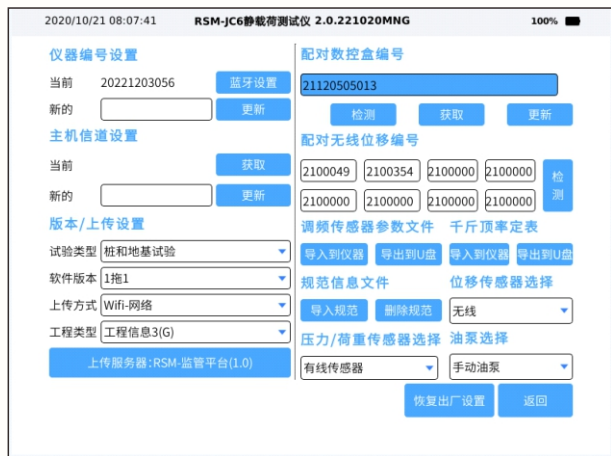 2020/10/21 08:07:41 RSM-JC6静载荷测试仪 2.0.221020MNG 100%
仪器编号设置
当前 20221203056 蓝牙设置
新的 更新
主机信道设置
当前 获取
新的 更新
版本/上传设置
试验类型 桩和地基试验
软件版本 1拖1
上传方式 Wifi-网络
工程类型 工程信息3(G)
上传服务器:RSM-监管平台(1.0)
配对数控盒编号
21120505013
检测 获取 更新
配对无线位移编号
2100049 2100354 2100000 2100000 检测
2100000 2100000 2100000 2100000
调频传感器参数文件 千斤顶率定表
导入到仪器 导出到U盘 导入到仪器 导出到U盘
规范信息文件 位移传感器选择
导入规范 删除规范 无线
压力/荷重传感器选择 油泵选择
有线传感器 手动油泵
恢复出厂设置 返回